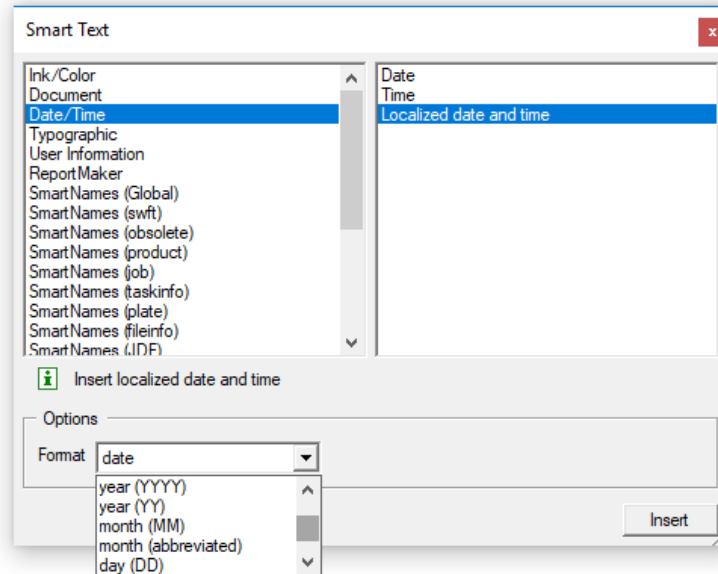 Smart Text
x
Ink/Color
Document
Date/Time
Typographic
User Information
ReportMaker
SmartNames (Global)
SmartNames (swft)
SmartNames (obsolete)
SmartNames (product)
SmartNames (job)
SmartNames (taskinfo)
SmartNames (plate)
SmartNames (fileinfo)
SmartNames (JDF)
Date
Time
Localized date and time
i Insert localized date and time
Options
Format date
year (YYYY)
year (YY)
month (MM)
month (abbreviated)
day (DD)
Insert